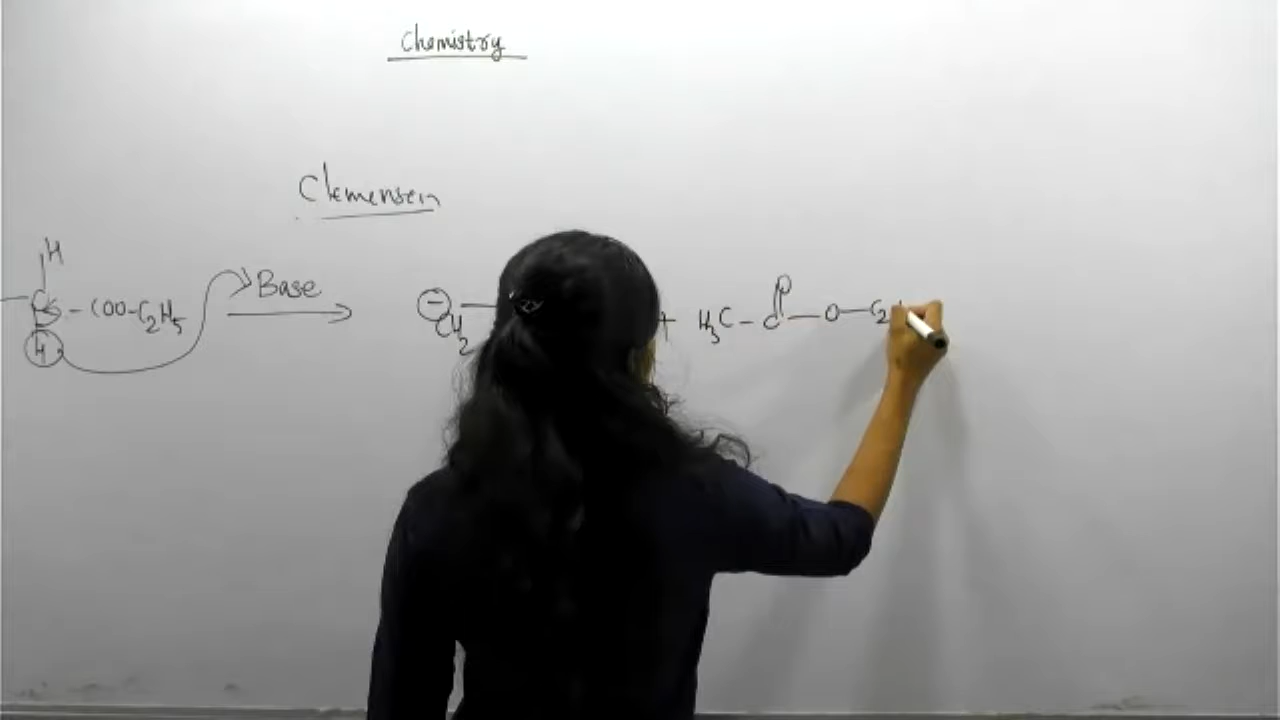 Chemistry
Clemensen
H
C - COO-C2H5 Base ⊖CH2 + H3C - C - O - C2
H